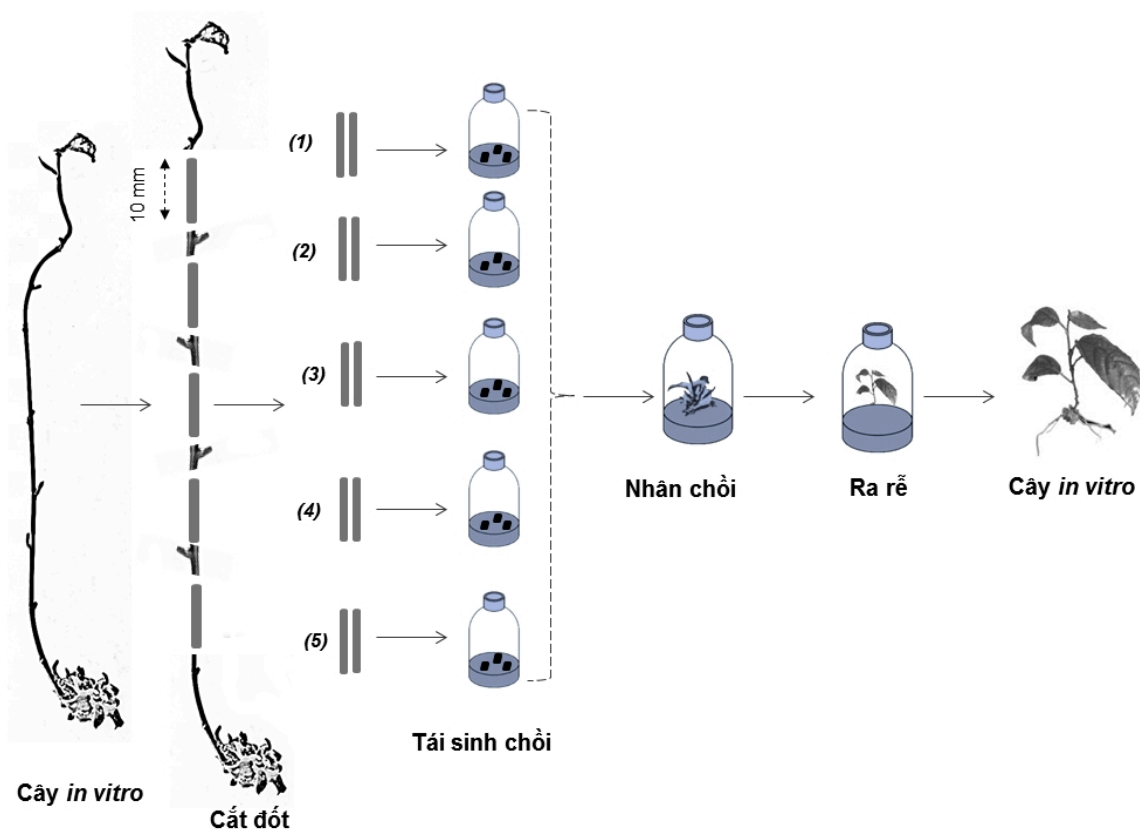 10 mm
(1)
(2)
(3)
(4)
(5)
Nhân chồi
Ra rễ
Cây in vitro
Tái sinh chồi
Cây in vitro
Cắt đốt